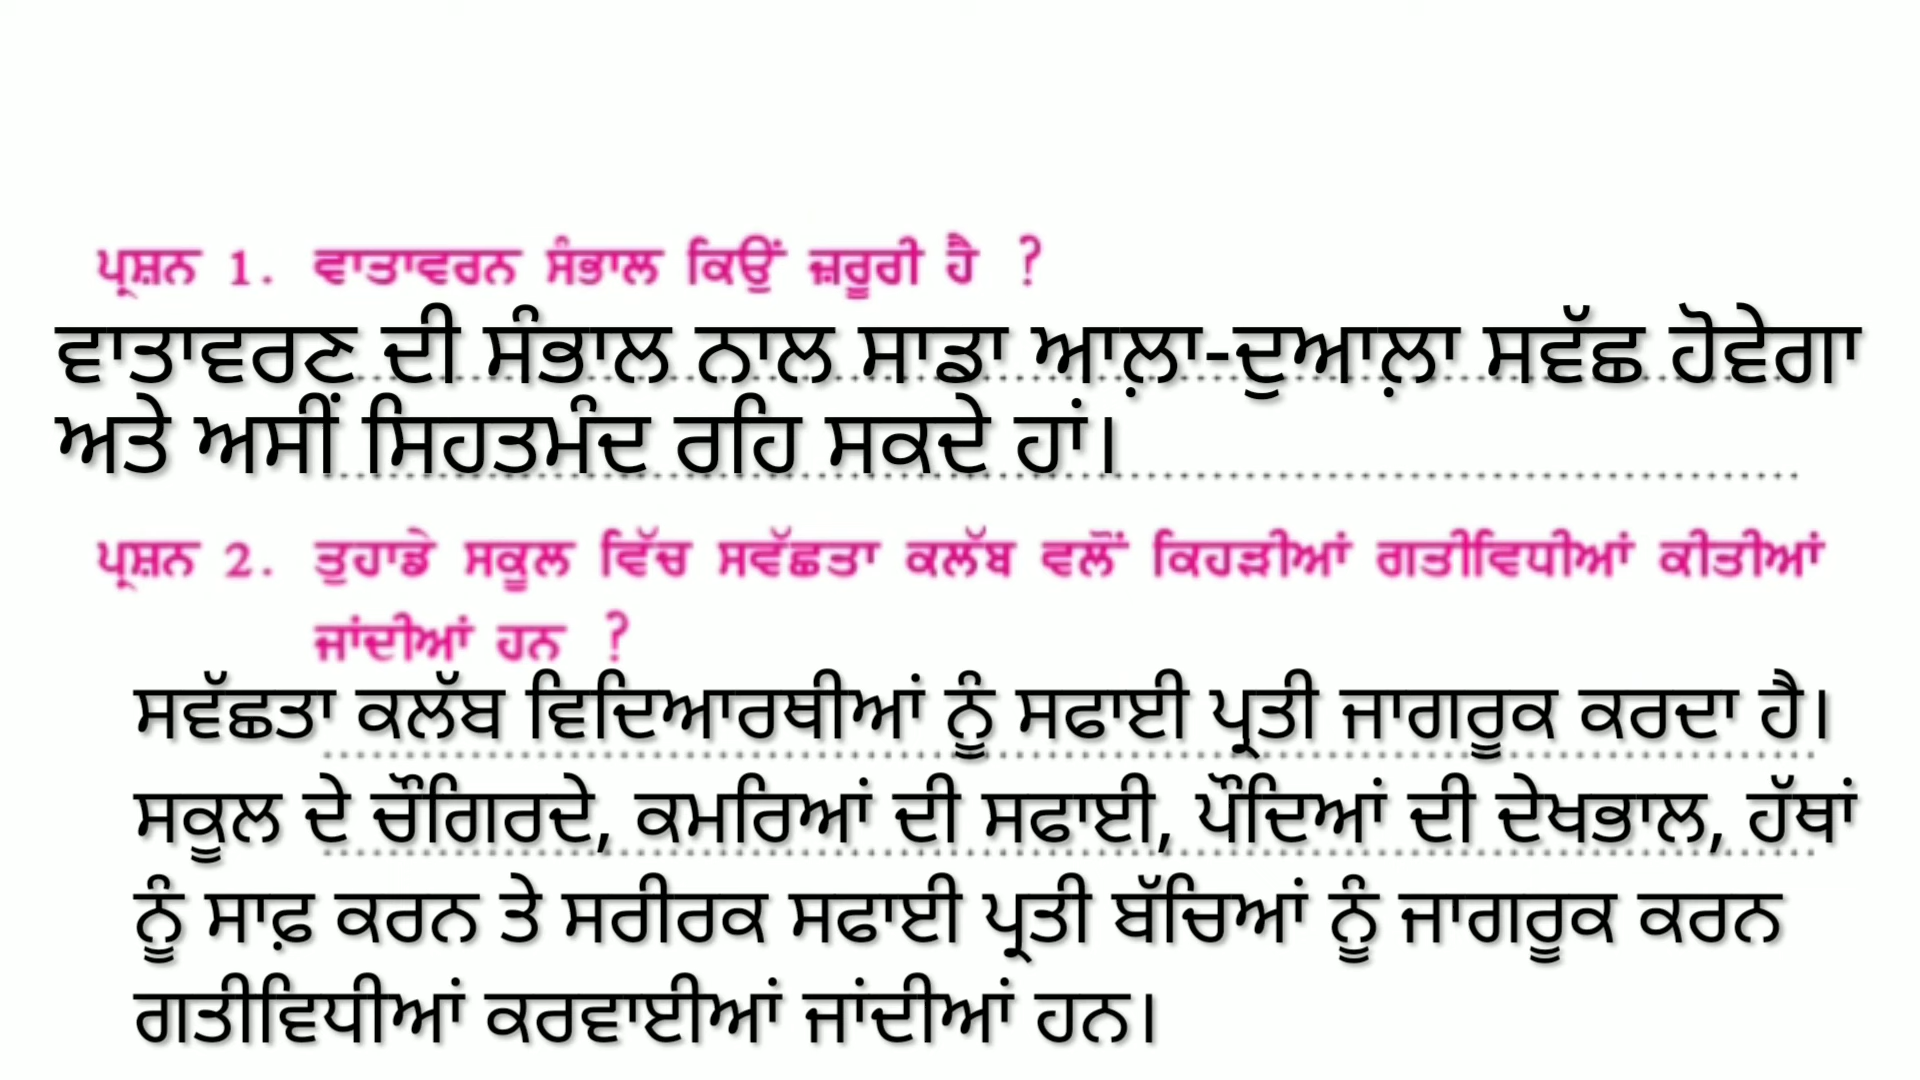 ਪ੍ਰਸ਼ਨ 1. ਵਾਤਾਵਰਨ ਸੰਭਾਲ ਕਿਉਂ ਜ਼ਰੂਰੀ ਹੈ ?
ਵਾਤਾਵਰਣ ਦੀ ਸੰਭਾਲ ਨਾਲ ਸਾਡਾ ਆਲ਼ਾ-ਦੁਆਲ਼ਾ ਸਵੱਛ ਹੋਵੇਗਾ
ਅਤੇ ਅਸੀਂ ਸਿਹਤਮੰਦ ਰਹਿ ਸਕਦੇ ਹਾਂ।
ਪ੍ਰਸ਼ਨ 2. ਤੁਹਾਡੇ ਸਕੂਲ ਵਿੱਚ ਸਵੱਛਤਾ ਕਲੱਬ ਵਲੋਂ ਕਿਹੜੀਆਂ ਗਤੀਵਿਧੀਆਂ ਕੀਤੀਆਂ
ਜਾਂਦੀਆਂ ਹਨ ?
ਸਵੱਛਤਾ ਕਲੱਬ ਵਿਦਿਆਰਥੀਆਂ ਨੂੰ ਸਫਾਈ ਪ੍ਰਤੀ ਜਾਗਰੂਕ ਕਰਦਾ ਹੈ।
ਸਕੂਲ ਦੇ ਚੌਗਿਰਦੇ, ਕਮਰਿਆਂ ਦੀ ਸਫਾਈ, ਪੌਦਿਆਂ ਦੀ ਦੇਖਭਾਲ, ਹੱਥਾਂ
ਨੂੰ ਸਾਫ਼ ਕਰਨ ਤੇ ਸਰੀਰਕ ਸਫਾਈ ਪ੍ਰਤੀ ਬੱਚਿਆਂ ਨੂੰ ਜਾਗਰੂਕ ਕਰਨ
ਗਤੀਵਿਧੀਆਂ ਕਰਵਾਈਆਂ ਜਾਂਦੀਆਂ ਹਨ।